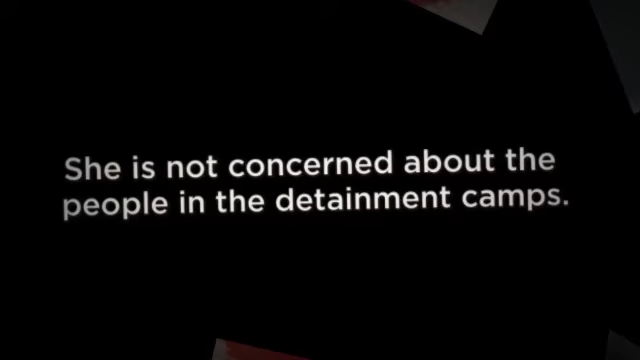 She is not concerned about the
people in the detainment camps.